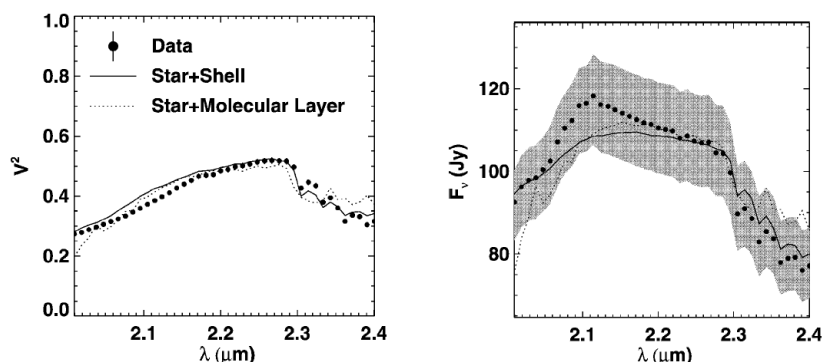 1.0
0.8
0.6
0.4
0.2
0.0
V²
Data
Star+Shell
Star+Molecular Layer
2.1 2.2 2.3 2.4
λ (μm)
120
100
80
Fν (Jy)
2.1 2.2 2.3 2.4
λ (μm)